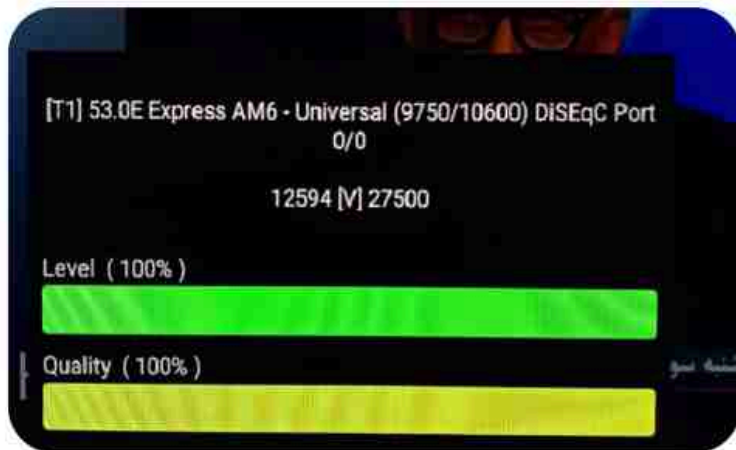 [T1] 53.0E Express AM6 - Universal (9750/10600) DiSEqC Port
0/0
12594 [V] 27500
Level ( 100% )
Quality ( 100% )